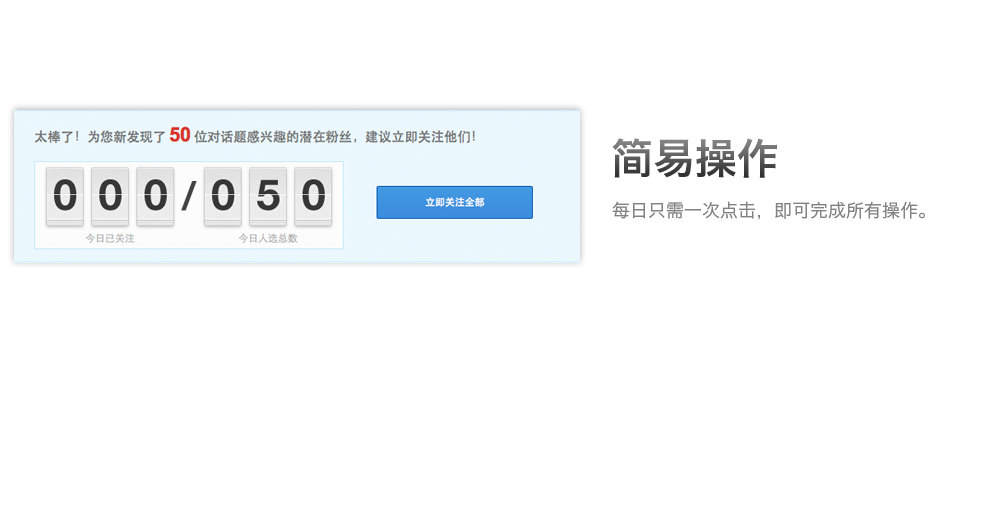 太棒了！为您新发现了 50 位对话题感兴趣的潜在粉丝，建议立即关注他们！
000/050
今日已关注 今日人选总数
立即关注全部
简易操作
每日只需一次点击，即可完成所有操作。